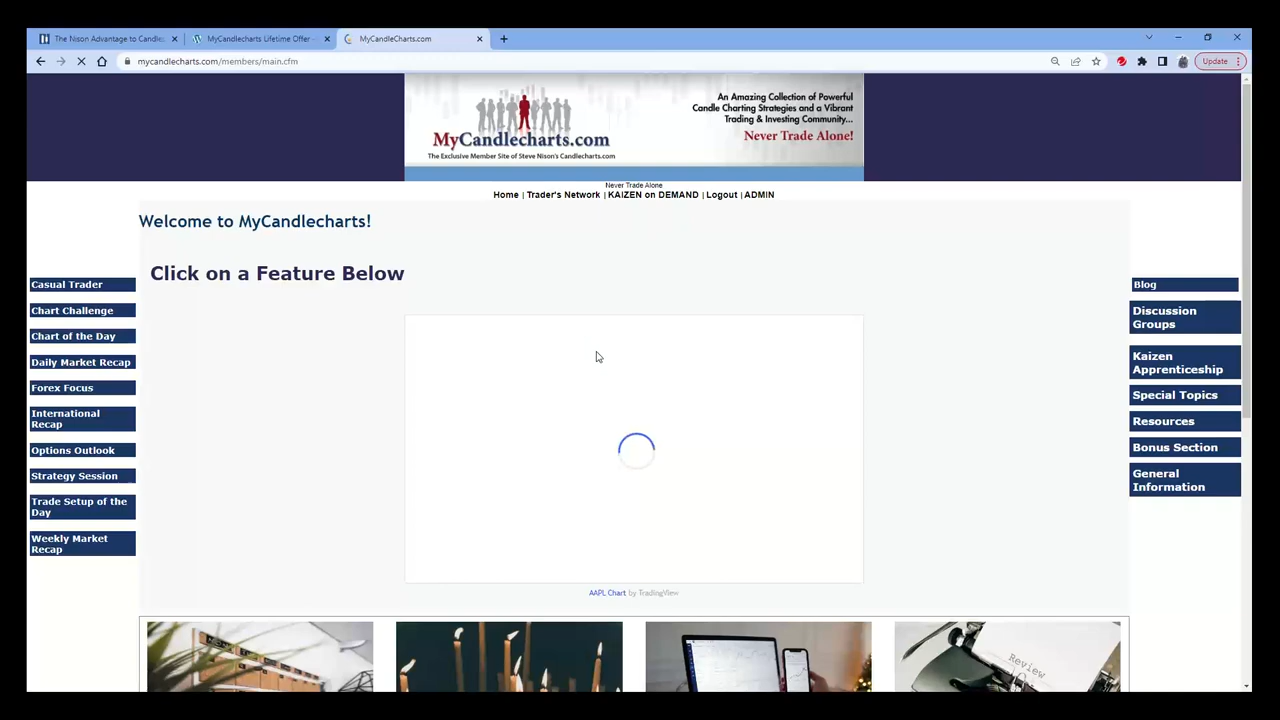 The Nison Advantage to Candle
MyCandlecharts Lifetime Offer -
MyCandleCharts.com
mycandlecharts.com/members/main.cfm
Update
MyCandlecharts.com
The Exclusive Member Site of Steve Nison's Candlecharts.com
An Amazing Collection of Powerful
Candle Charting Strategies and a Vibrant
Trading & Investing Community...
Never Trade Alone!
Never Trade Alone
Home | Trader's Network | KAIZEN on DEMAND | Logout | ADMIN
Welcome to MyCandlecharts!
Click on a Feature Below
Casual Trader
Chart Challenge
Chart of the Day
Daily Market Recap
Forex Focus
International
Recap
Options Outlook
Strategy Session
Trade Setup of the
Day
Weekly Market
Recap
Blog
Discussion
Groups
Kaizen
Apprenticeship
Special Topics
Resources
Bonus Section
General
Information
AAPL Chart by TradingView
Review